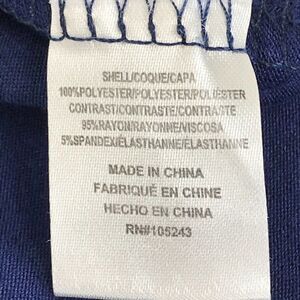 SHELL/COQUE/CAPA
100%POLYESTER/POLYESTER/POLIÉSTER
CONTRAST/CONTRASTE/CONTRASTE
95%RAYON/RAYONNE/VISCOSA
5%SPANDEX/ÉLASTHANNE/ELASTHANNE
MADE IN CHINA
FABRIQUÉ EN CHINE
HECHO EN CHINA
RN#105243